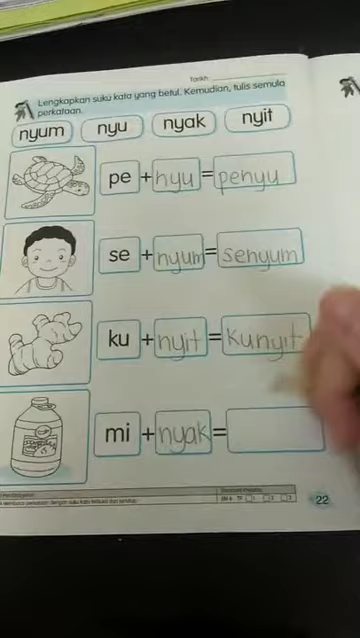 Tarikh:
Lengkapkan suku kata yang betul. Kemudian, tulis semula
perkataan.
nyum nyu nyak nyit
pe + nyu = penyu
se + nyum = senyum
ku + nyit = kunyit
mi + nyak =
22